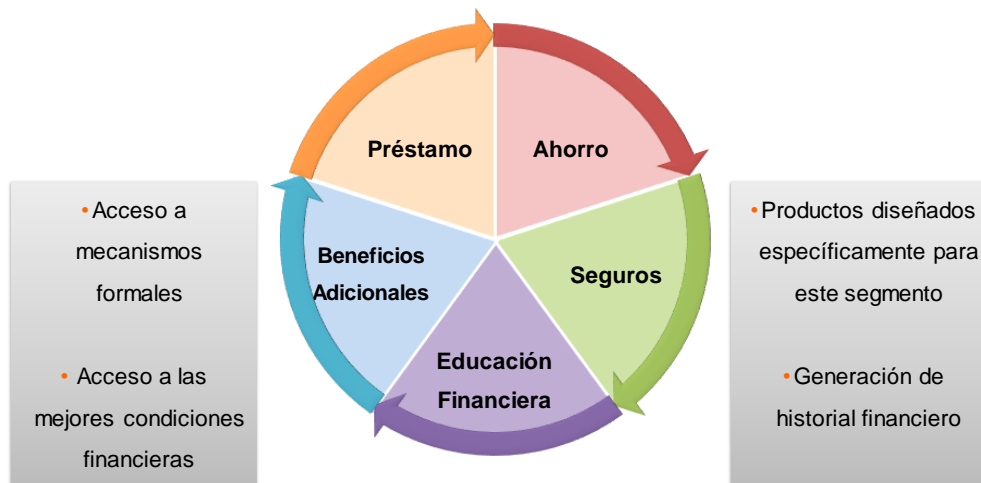 Préstamo
Ahorro
Seguros
Educación
Financiera
Beneficios
Adicionales
• Acceso a
mecanismos
formales
• Acceso a las
mejores condiciones
financieras
• Productos diseñados
específicamente para
este segmento
• Generación de
historial financiero